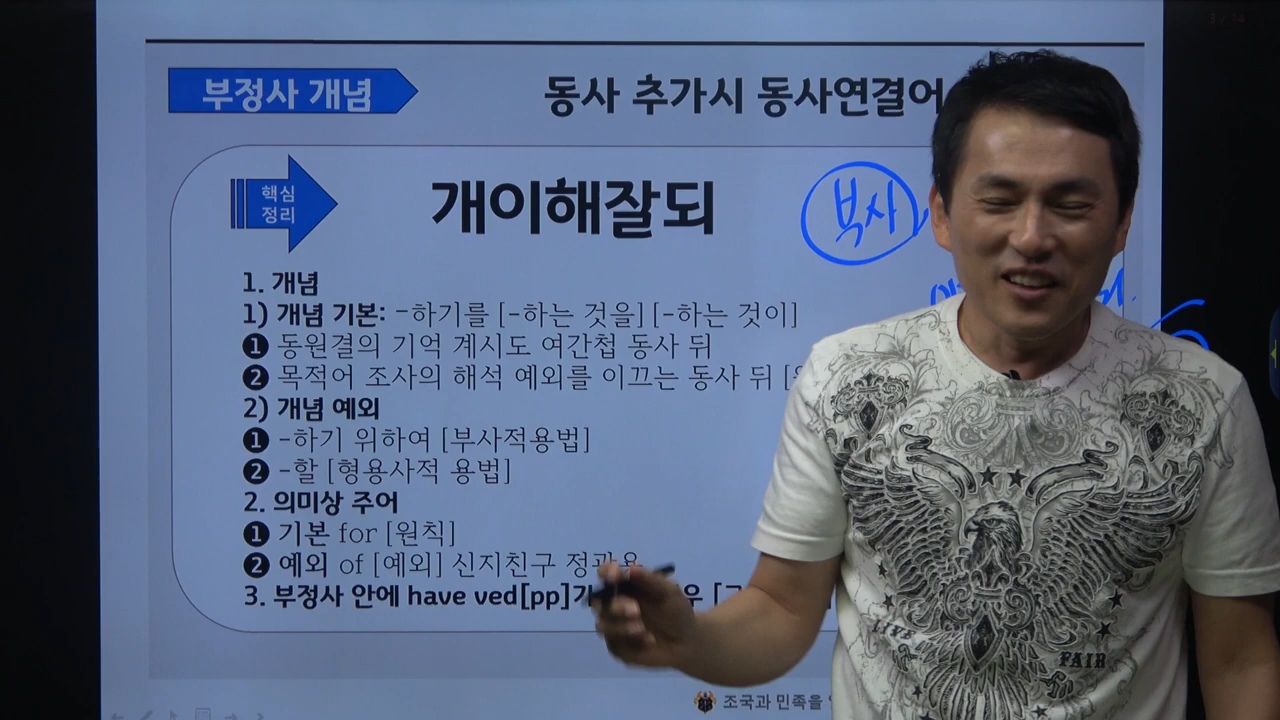 3 / 14
부정사 개념
동사 추가시 동사연결어
핵심
정리
개이해잘되
복사
1. 개념
1) 개념 기본: -하기를 [-하는 것을] [-하는 것이]
❶ 동원결의 기억 계시도 여간첩 동사 뒤
❷ 목적어 조사의 해석 예외를 이끄는 동사 뒤
2) 개념 예외
❶ -하기 위하여 [부사적용법]
❷ -할 [형용사적 용법]
2. 의미상 주어
❶ 기본 for [원칙]
❷ 예외 of [예외] 신지친구 정관용
3. 부정사 안에 have ved[pp]가
조국과 민족을
LIVE
FAIR